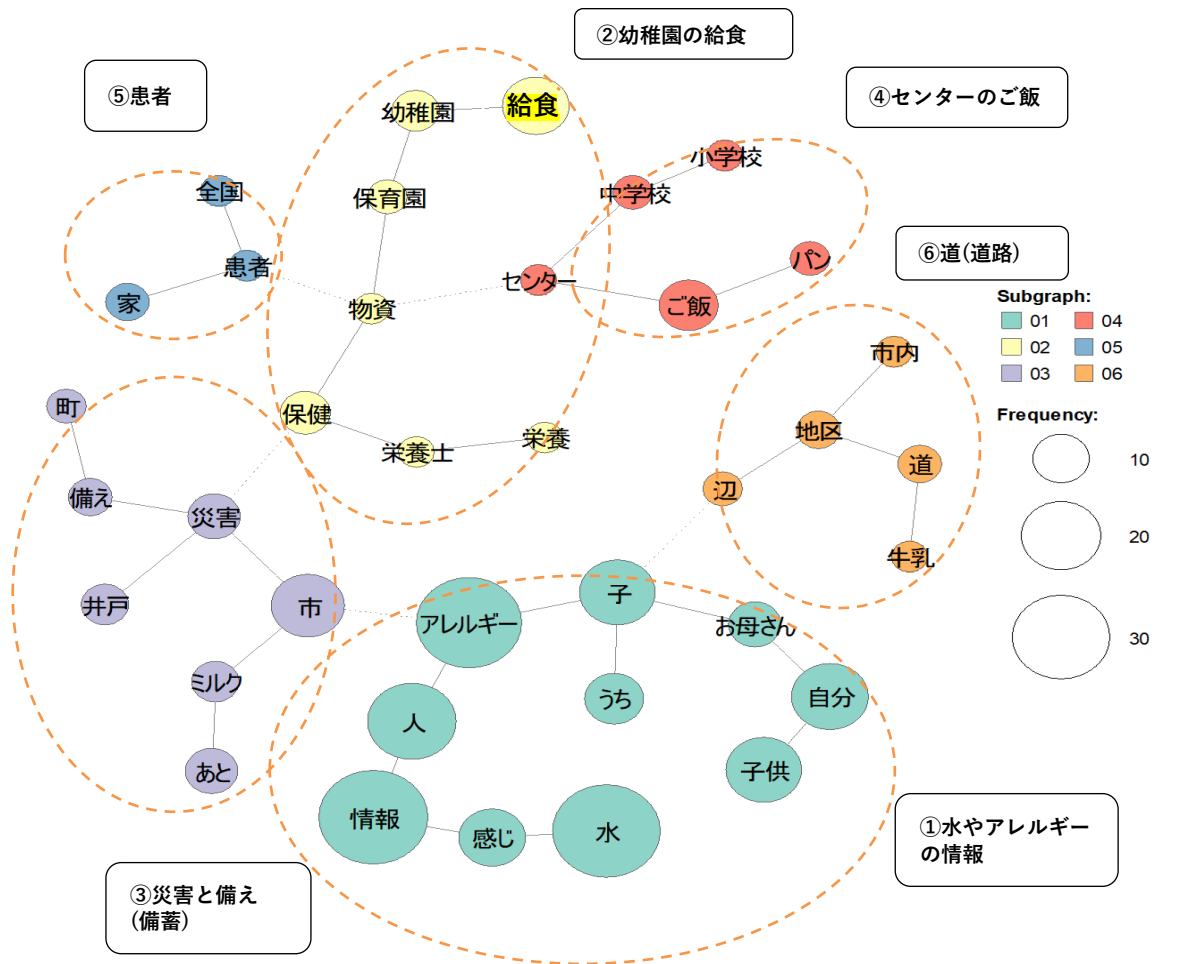 ②幼稚園の給食
⑤患者
④センターのご飯
幼稚園
給食
小学校
全国
保育園
中学校
⑥道(道路)
患者
パン
センター
家
物資
ご飯
Subgraph:
01 04
02 05
03 06
市内
町
保健
Frequency:
地区
栄養士
栄養
10
道
備え
辺
災害
20
牛乳
井戸
市
子
アレルギー
お母さん
30
ミルク
うち
自分
人
あと
子供
情報
感じ
水
①水やアレルギー
の情報
③災害と備え
(備蓄)